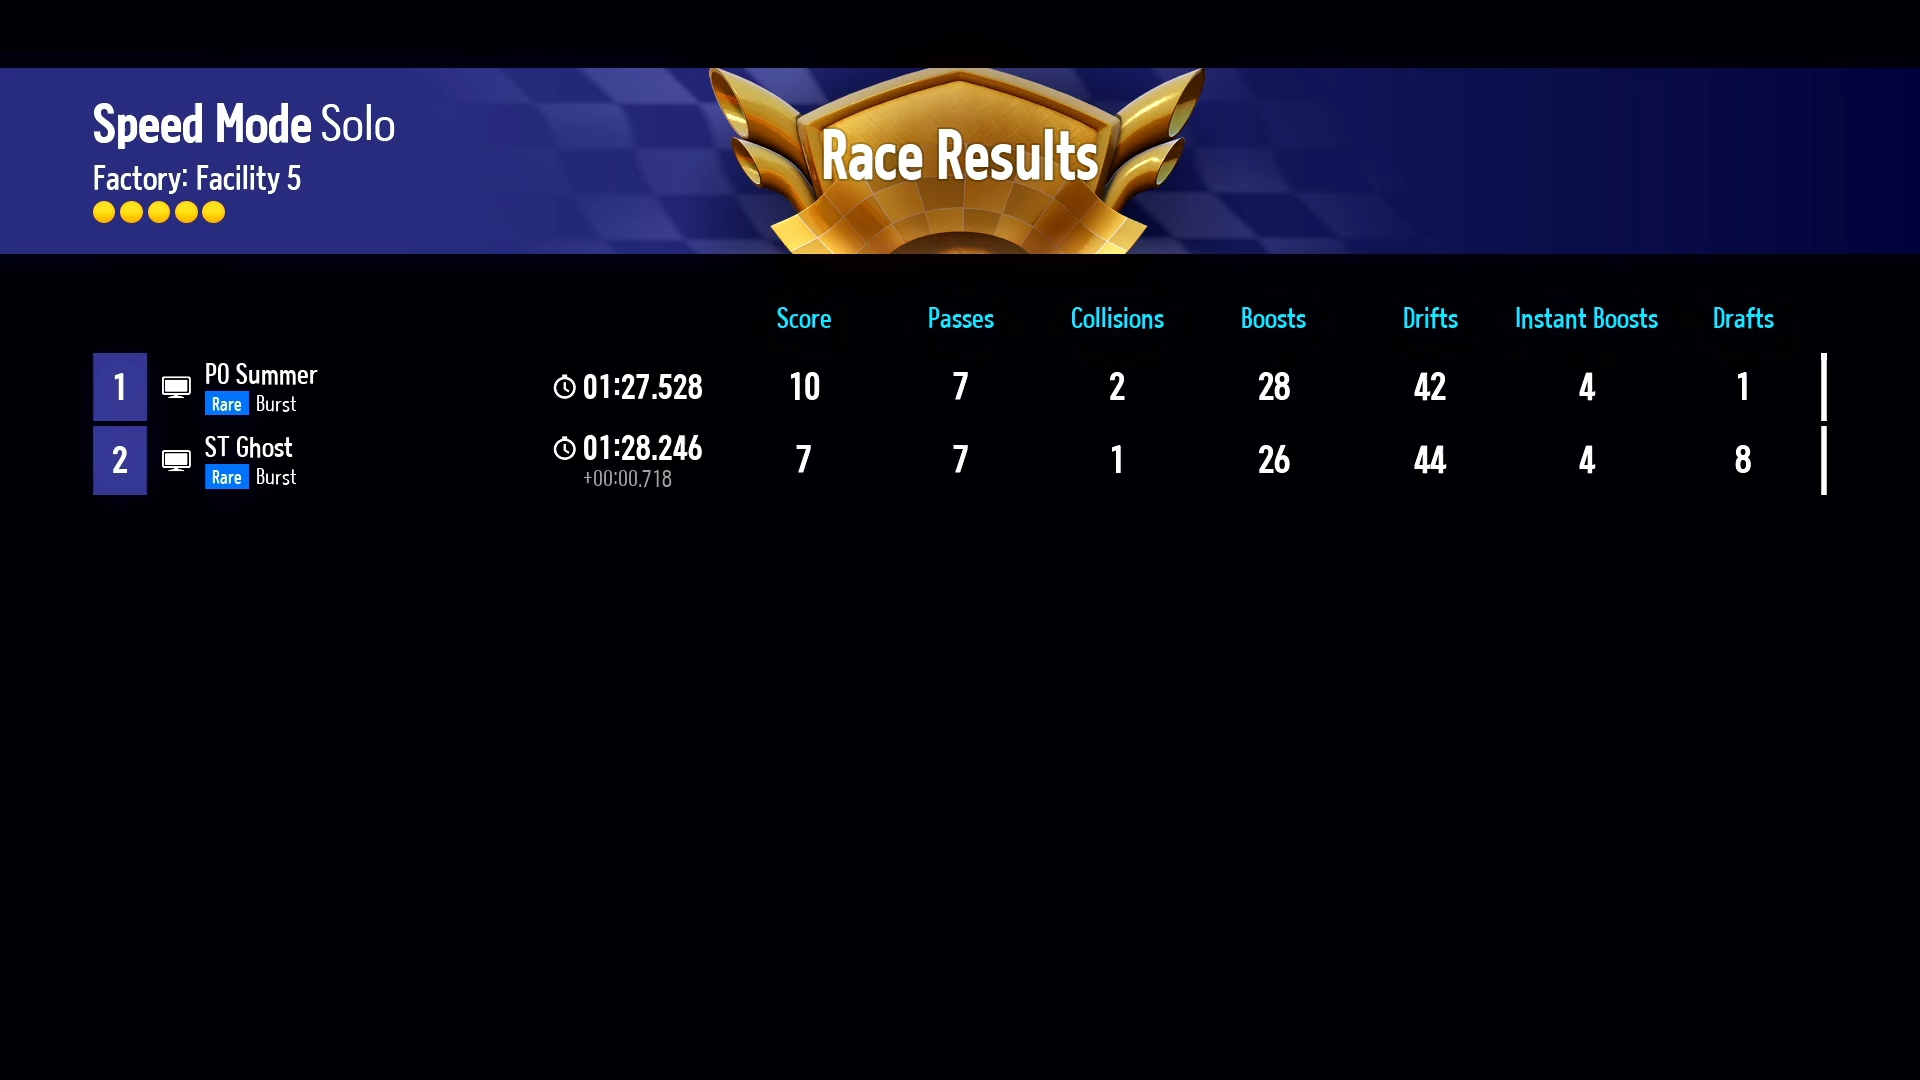 Speed Mode Solo
Factory: Facility 5
Race Results
Score Passes Collisions Boosts Drifts Instant Boosts Drafts
1 PO Summer 01:27.528 10 7 2 28 42 4 1
Rare Burst
2 ST Ghost 01:28.246 7 7 1 26 44 4 8
Rare Burst +00:00.718